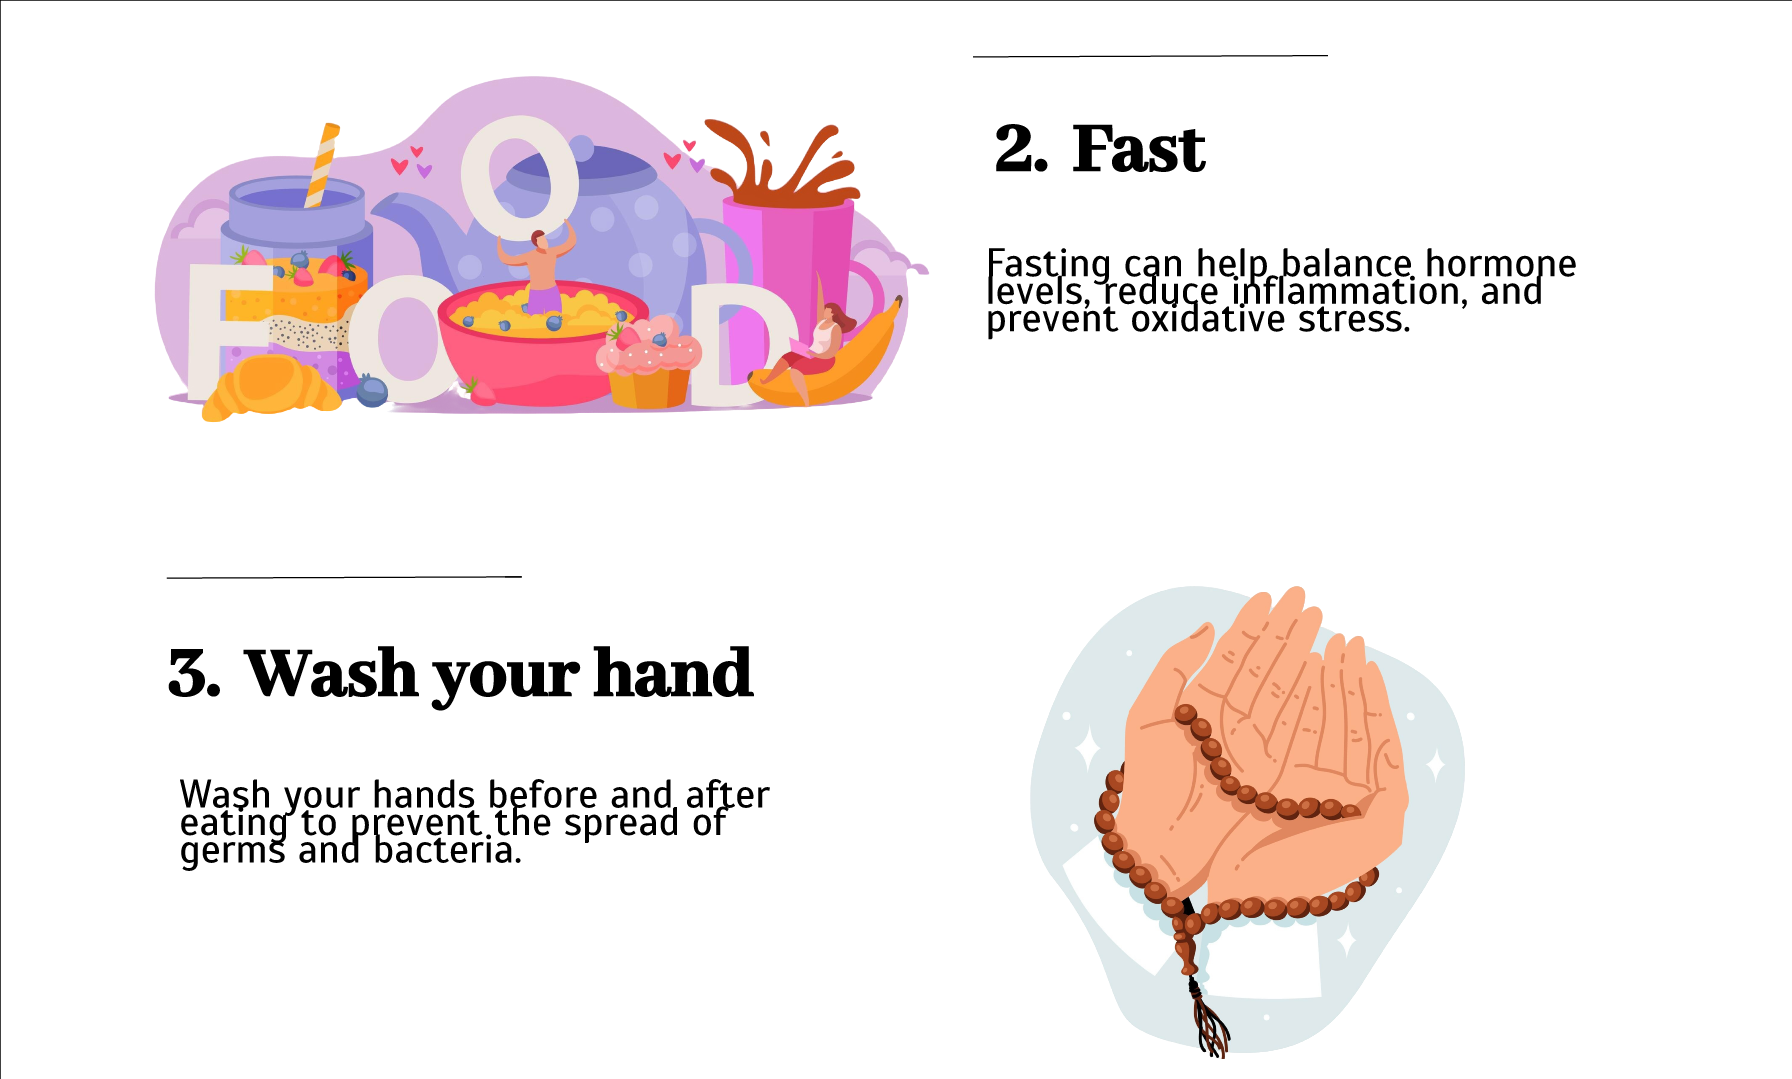 FOOD
2. Fast
Fasting can help balance hormone
levels, reduce inflammation, and
prevent oxidative stress.
3. Wash your hand
Wash your hands before and after
eating to prevent the spread of
germs and bacteria.